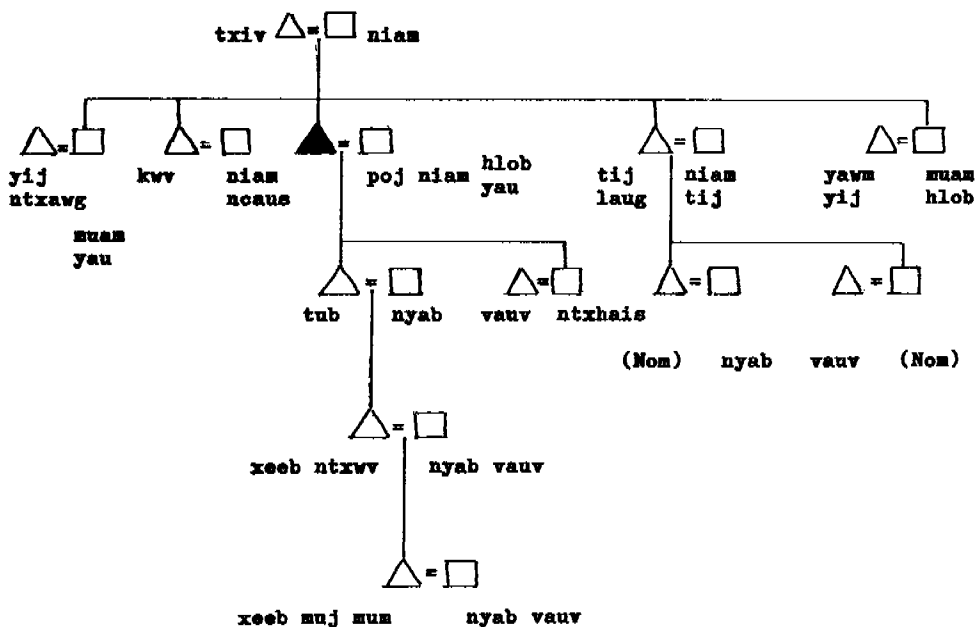 txiv △=□ niam
yij kwv niam poj niam hlob tij niam yawm muam
ntxawg ncaus yau laug tij yij hlob
muam
yau
tub nyab vauv ntxhais
(Nom) nyab vauv (Nom)
xeeb ntxwv nyab vauv
xeeb muj mum nyab vauv